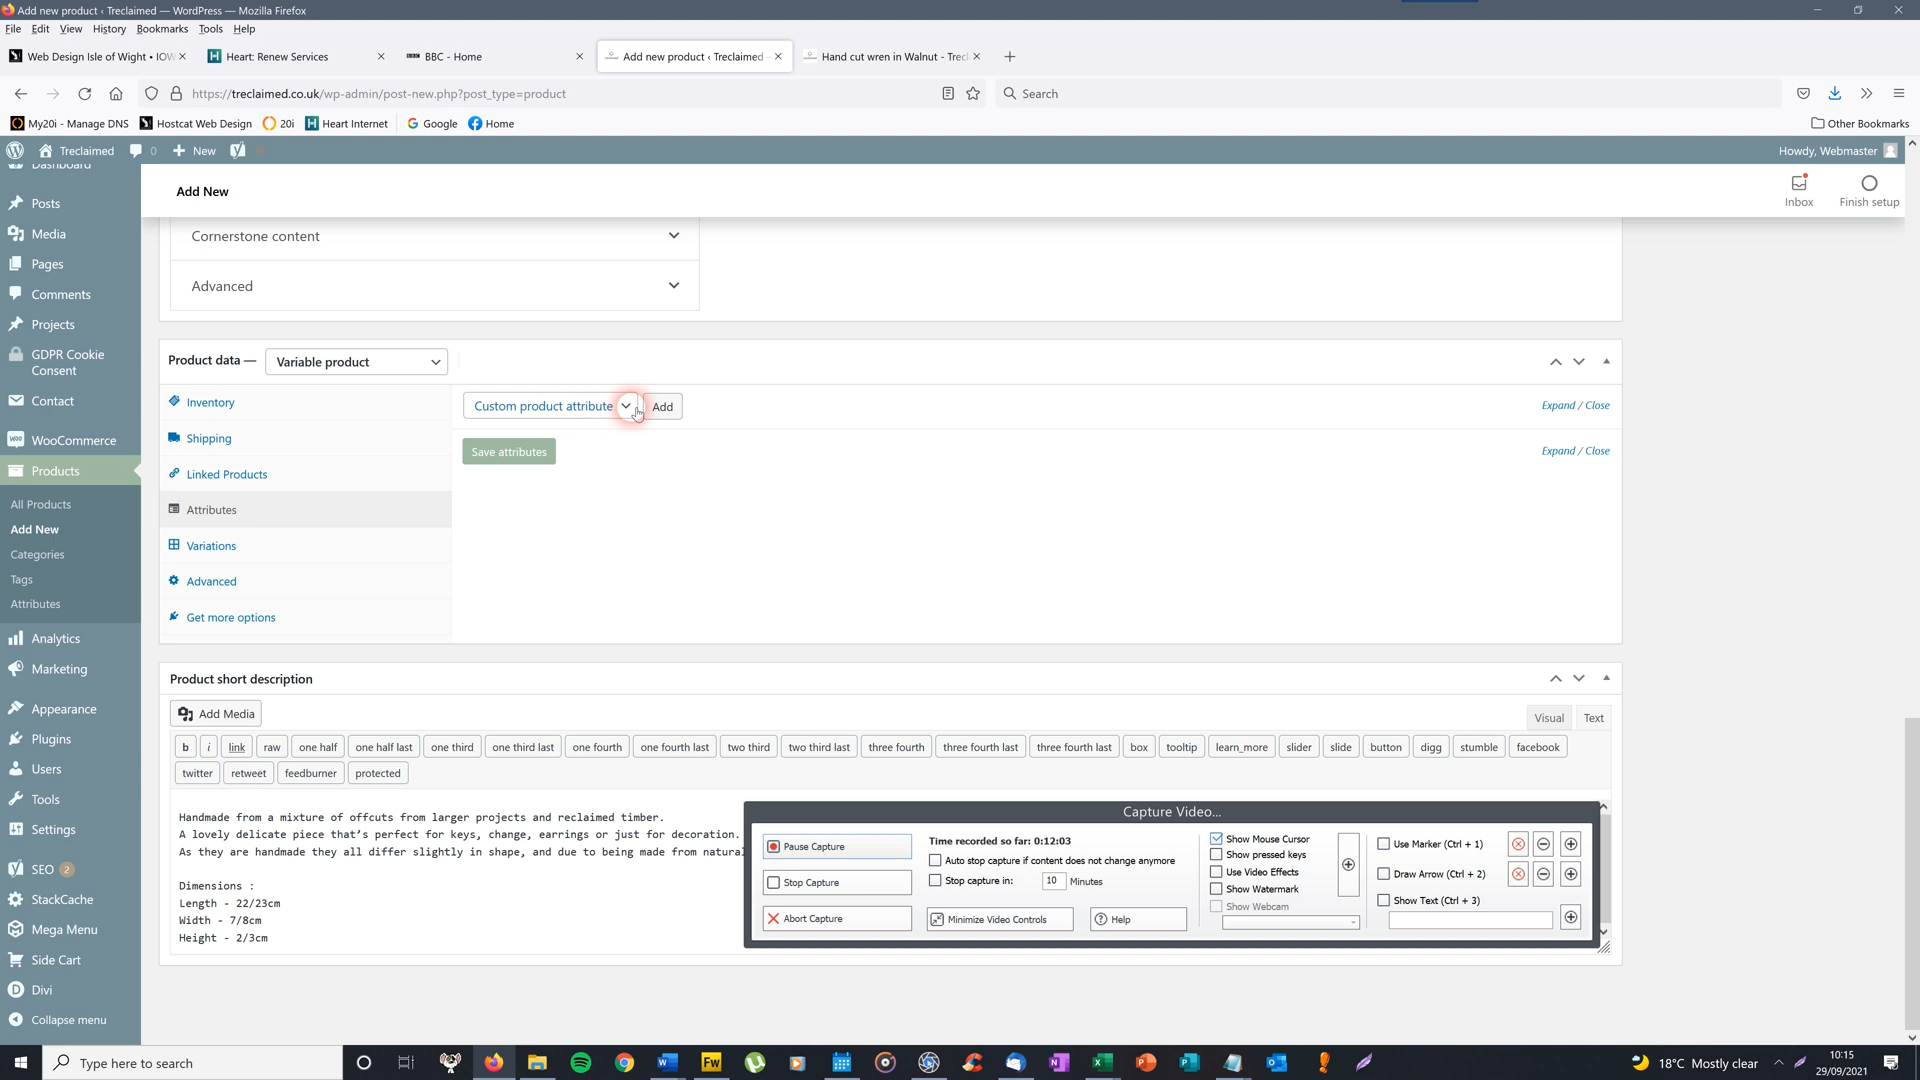 Add new product ‹ Treclaimed — WordPress — Mozilla Firefox
File Edit View History Bookmarks Tools Help
Web Design Isle of Wight • IOW
Heart: Renew Services
BBC - Home
Add new product ‹ Treclaimed
Hand cut wren in Walnut - Trecl
https://treclaimed.co.uk/wp-admin/post-new.php?post_type=product
Search
My20i - Manage DNS
Hostcat Web Design
20i
Heart Internet
Google
Home
Other Bookmarks
Treclaimed
0
New
Howdy, Webmaster
Dashboard
Posts
Media
Pages
Comments
Projects
GDPR Cookie
Consent
Contact
WooCommerce
Products
All Products
Add New
Categories
Tags
Attributes
Analytics
Marketing
Appearance
Plugins
Users
Tools
Settings
SEO 2
StackCache
Mega Menu
Side Cart
Divi
Collapse menu
Add New
Inbox
Finish setup
Cornerstone content
Advanced
Product data —
Variable product
Inventory
Shipping
Linked Products
Attributes
Variations
Advanced
Get more options
Custom product attribute
Add
Expand / Close
Save attributes
Expand / Close
Product short description
Add Media
Visual
Text
b i link raw one half one half last one third one third last one fourth one fourth last two third two third last three fourth three fourth last three fourth last box tooltip learn_more slider slide button digg stumble facebook
twitter retweet feedburner protected
Handmade from a mixture of offcuts from larger projects and reclaimed timber.
A lovely delicate piece that's perfect for keys, change, earrings or just for decoration.
As they are handmade they all differ slightly in shape, and due to being made from natural
Dimensions :
Length - 22/23cm
Width - 7/8cm
Height - 2/3cm
Capture Video...
Pause Capture
Stop Capture
Abort Capture
Time recorded so far: 0:12:03
Auto stop capture if content does not change anymore
Stop capture in: 10 Minutes
Minimize Video Controls
Help
Show Mouse Cursor
Show pressed keys
Use Video Effects
Show Watermark
Show Webcam
Use Marker (Ctrl + 1)
Draw Arrow (Ctrl + 2)
Show Text (Ctrl + 3)
Type here to search
18°C Mostly clear
10:15
29/09/2021